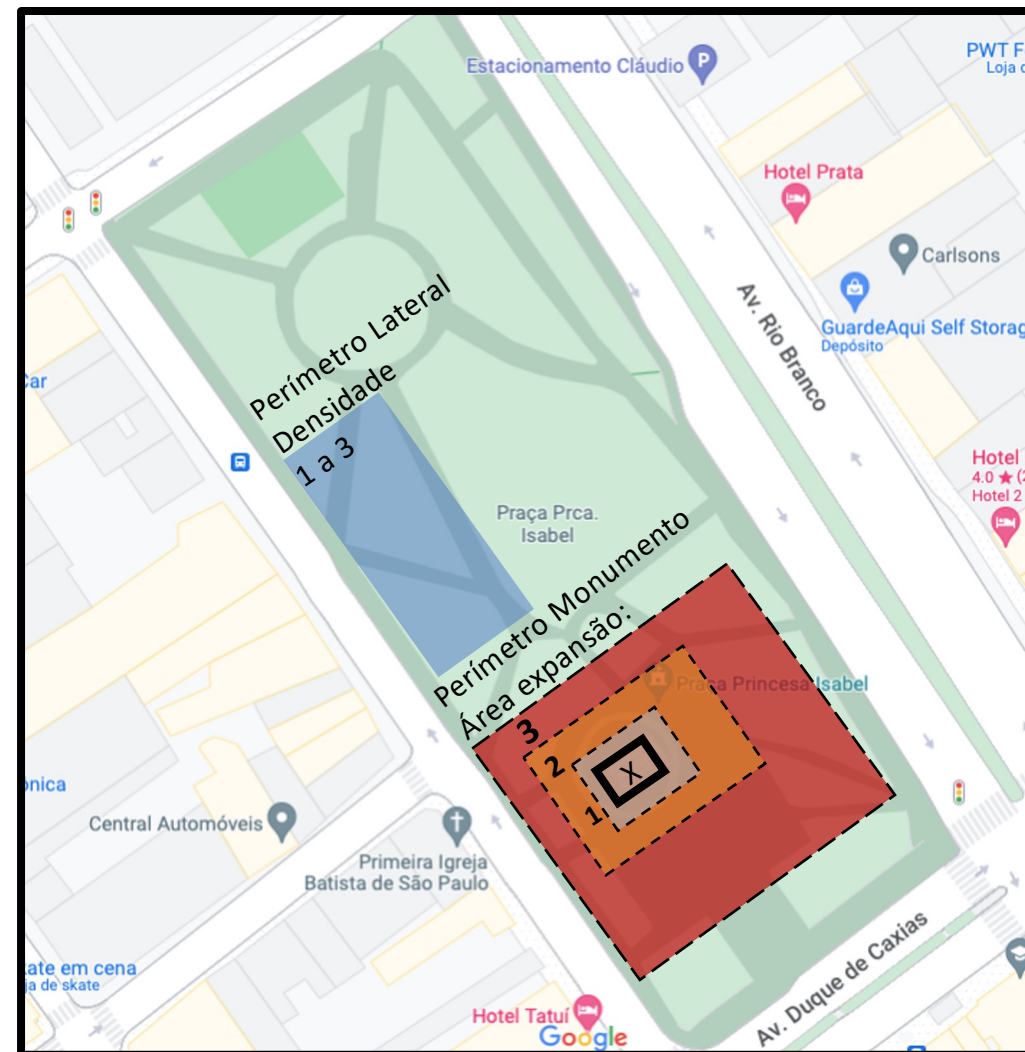 Estacionamento Cláudio
P
PWT F
Loja d
Hotel Prata
Carlsons
GuardeAqui Self Storag
Depósito
Av. Rio Branco
Perímetro Lateral
Densidade
1 a 3
Car
Hotel
4.0 ★ (2
Hotel 2
Praça Prca.
Isabel
Perímetro Monumento
Área expansão:
3
2
1
X
Praça Princesa Isabel
ônica
Central Automóveis
Primeira Igreja
Batista de São Paulo
ate em cena
ja de skate
Hotel Tatuí
Google
Av. Duque de Caxias